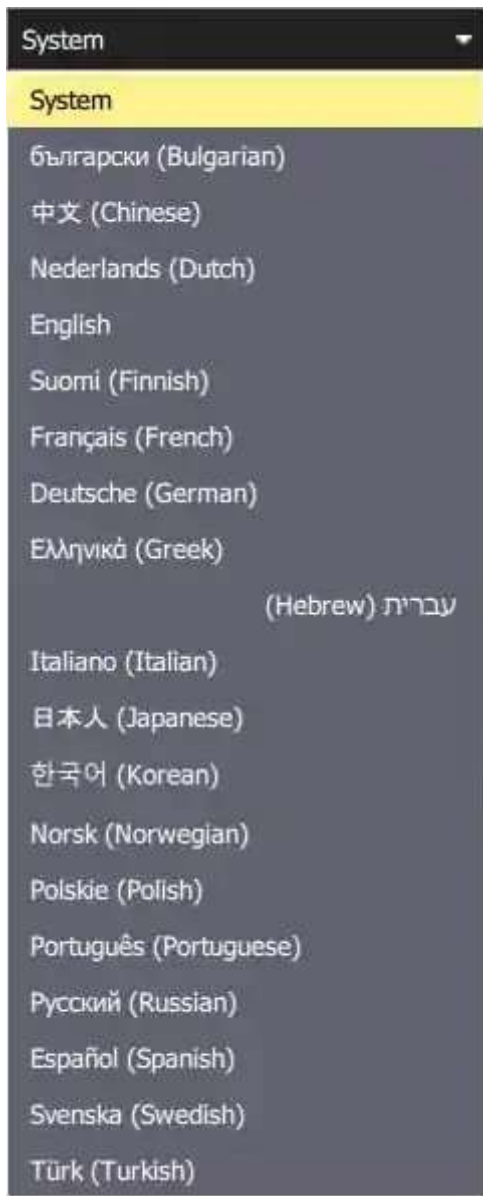 System
System
български (Bulgarian)
中文 (Chinese)
Nederlands (Dutch)
English
Suomi (Finnish)
Français (French)
Deutsche (German)
Ελληνικά (Greek)
עברית (Hebrew)
Italiano (Italian)
日本人 (Japanese)
한국어 (Korean)
Norsk (Norwegian)
Polskie (Polish)
Português (Portuguese)
Русский (Russian)
Español (Spanish)
Svenska (Swedish)
Türk (Turkish)